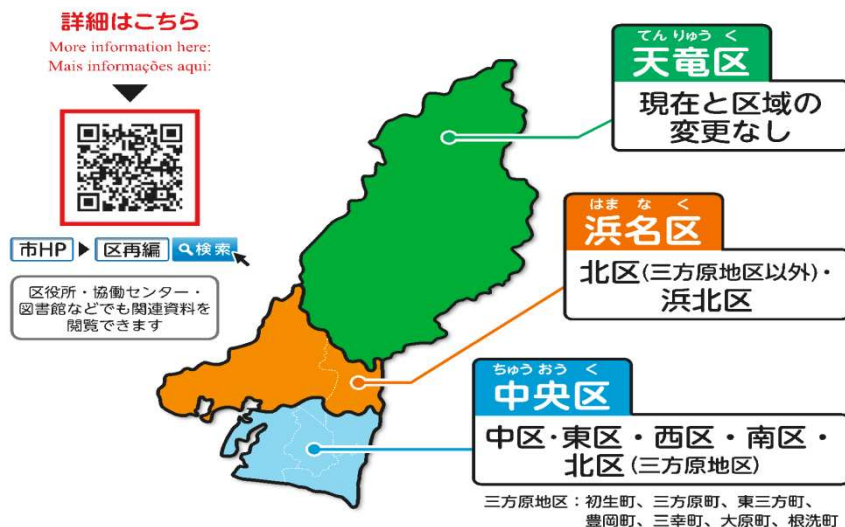 詳細はこちら
More information here:
Mais informações aqui:
市HP ▶ 区再編 検索
区役所・協働センター・
図書館などでも関連資料を
閲覧できます
てんりゅうく
天竜区
現在と区域の
変更なし
はまなく
浜名区
北区(三方原地区以外)・
浜北区
ちゅうおうく
中央区
中区・東区・西区・南区・
北区(三方原地区)
三方原地区：初生町、三方原町、東三方町、
豊岡町、三幸町、大原町、根洗町